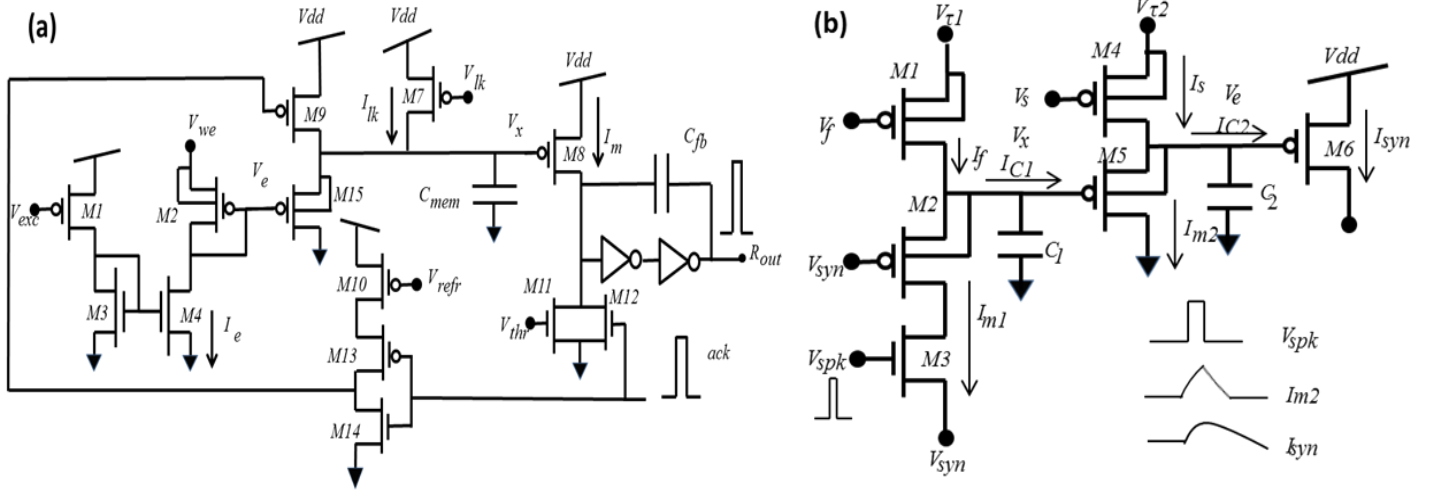 (a)
Vdd
Vdd
Vdd
M9
Ilk
M7
Vlk
Vx
M8
Im
Cfb
Vwe
Ve
M1
Vexc
M2
M15
Cmem
Rout
M3
M4
Ie
M10
Vrefr
M11
M12
Vthr
M13
ack
M14
(b)
Vτ1
Vτ2
M1
M4
Vdd
Vf
Vs
Is
Ve
If
Vx
IC1
IC2
M5
M6
Isyn
M2
C1
C2
Vsyn
Im1
Im2
Vspk
M3
Vsyn
Vspk
Im2
Isyn